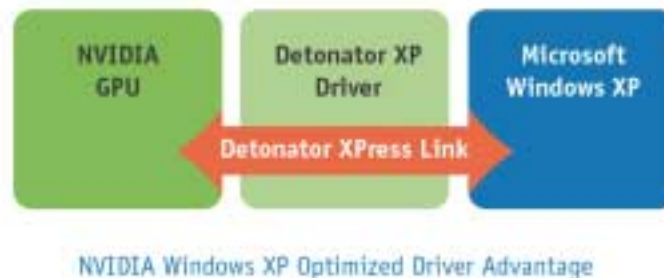 NVIDIA
GPU
Detonator XP
Driver
Microsoft
Windows XP
Detonator XPress Link
NVIDIA Windows XP Optimized Driver Advantage